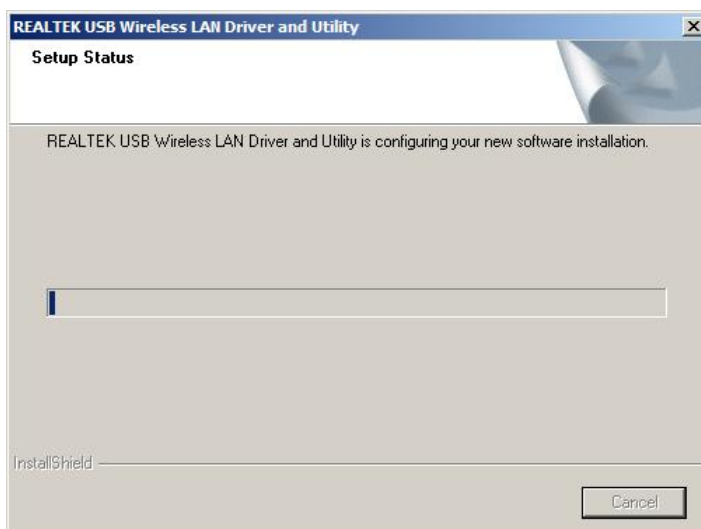 REALTEK USB Wireless LAN Driver and Utility
Setup Status
REALTEK USB Wireless LAN Driver and Utility is configuring your new software installation.
InstallShield
Cancel